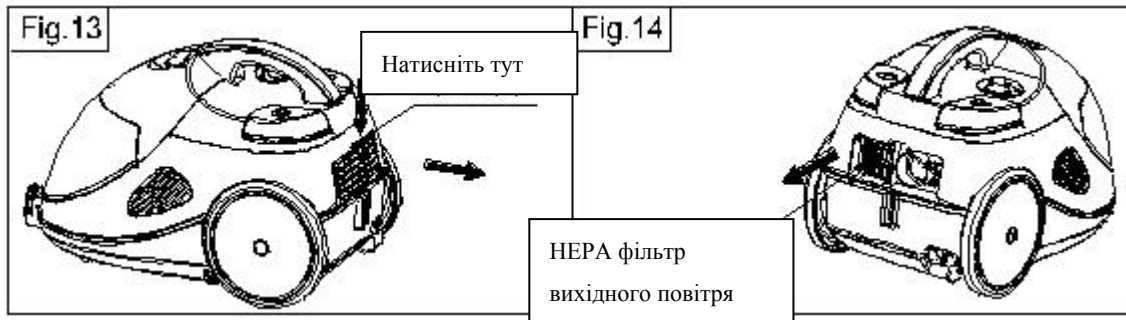 Fig.13
Натисніть тут
Fig.14
HEPA фільтр
вихідного повітря